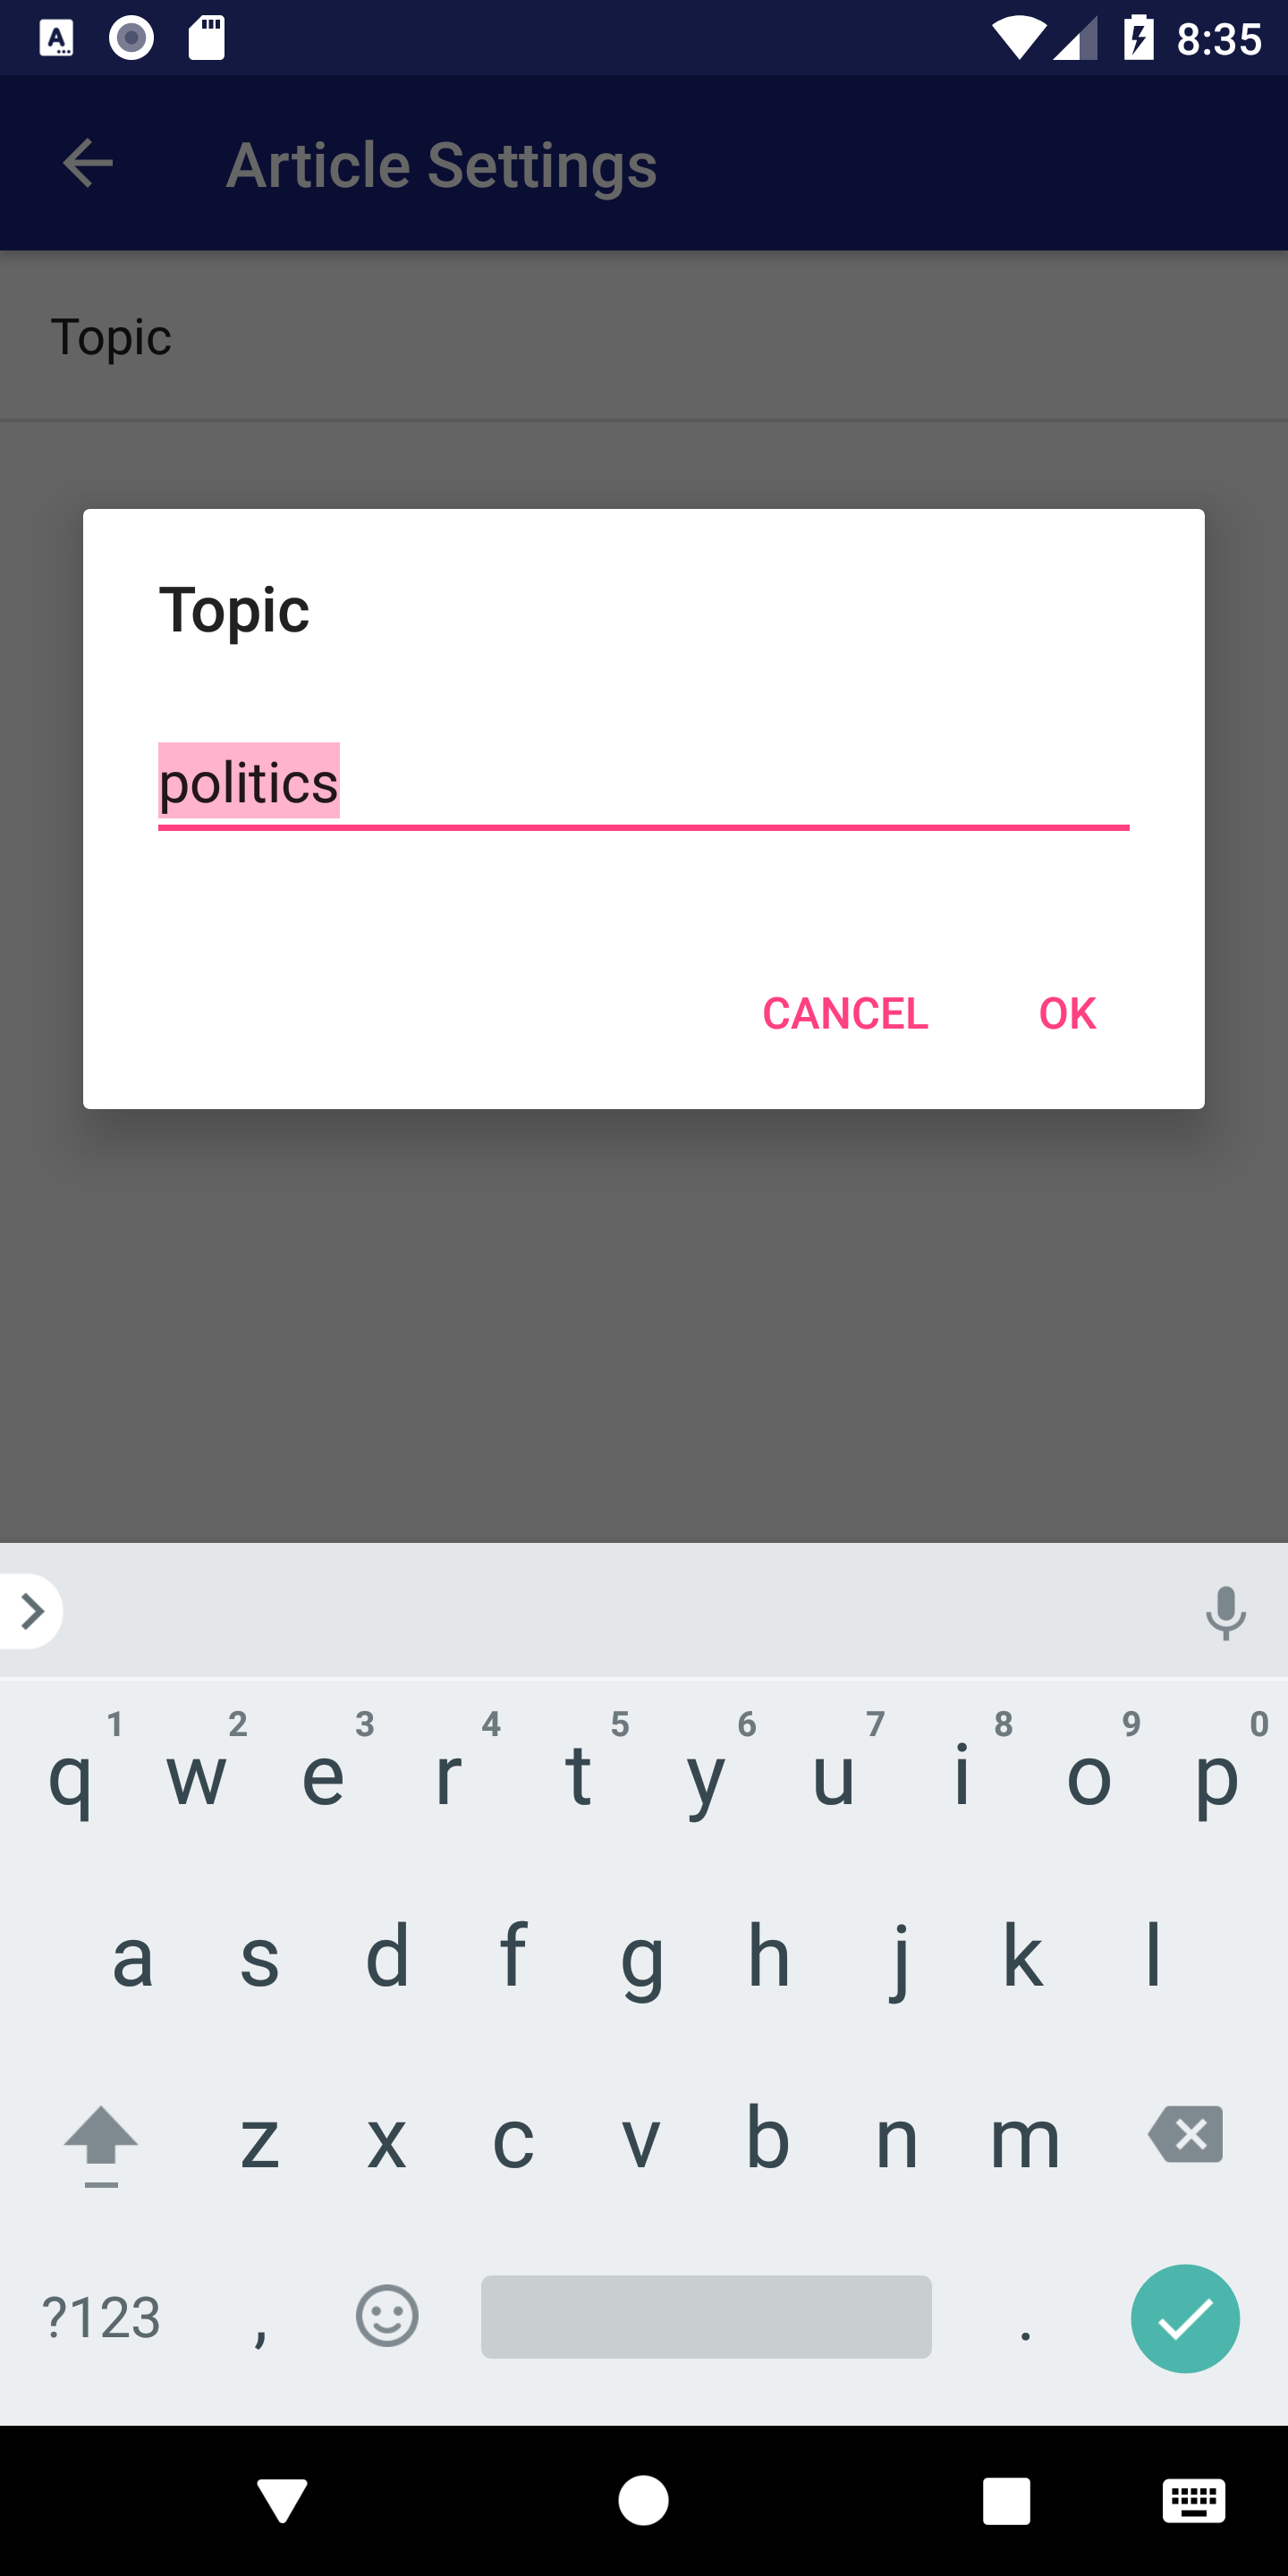 8:35
Article Settings
Topic
Topic
politics
CANCEL OK
1 2 3 4 5 6 7 8 9 0
q w e r t y u i o p
a s d f g h j k l
z x c v b n m
?123 , .